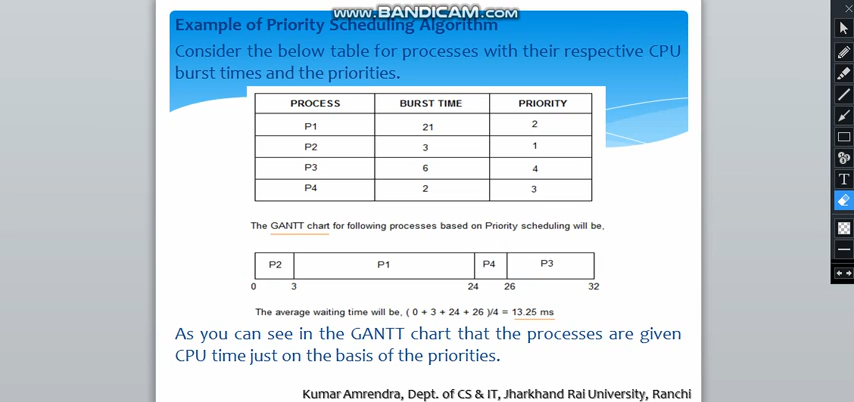 www.BANDICAM.com
Example of Priority Scheduling Algorithm
Consider the below table for processes with their respective CPU
burst times and the priorities.
PROCESS BURST TIME PRIORITY
P1 21 2
P2 3 1
P3 6 4
P4 2 3
The GANTT chart for following processes based on Priority scheduling will be,
P2 P1 P4 P3
0 3 24 26 32
The average waiting time will be, ( 0 + 3 + 24 + 26 )/4 = 13.25 ms
As you can see in the GANTT chart that the processes are given
CPU time just on the basis of the priorities.
Kumar Amrendra, Dept. of CS & IT, Jharkhand Rai University, Ranchi